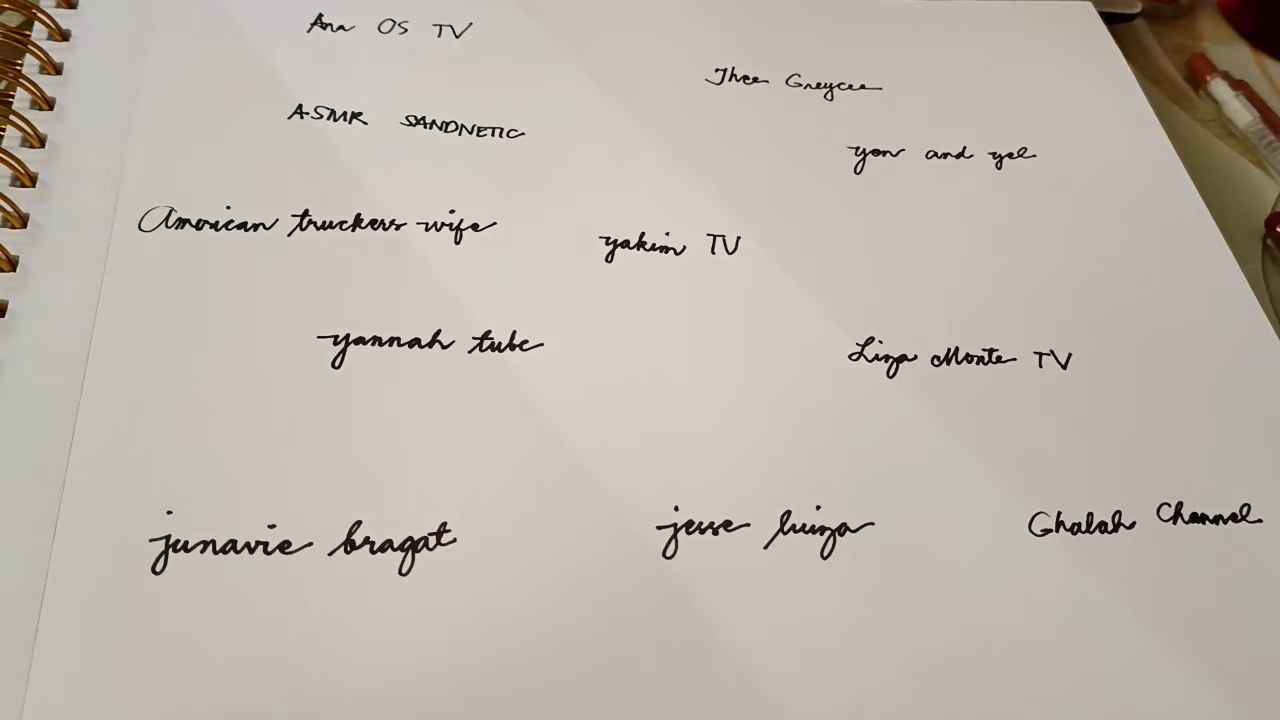 Ana OS TV
Jhee Greycee
ASMR SANDNETIC
yon and yel
American truckers wife
yakim TV
yannah tube
Liza Monte TV
junavie bragat
jesse luiza
Ghalah Channel